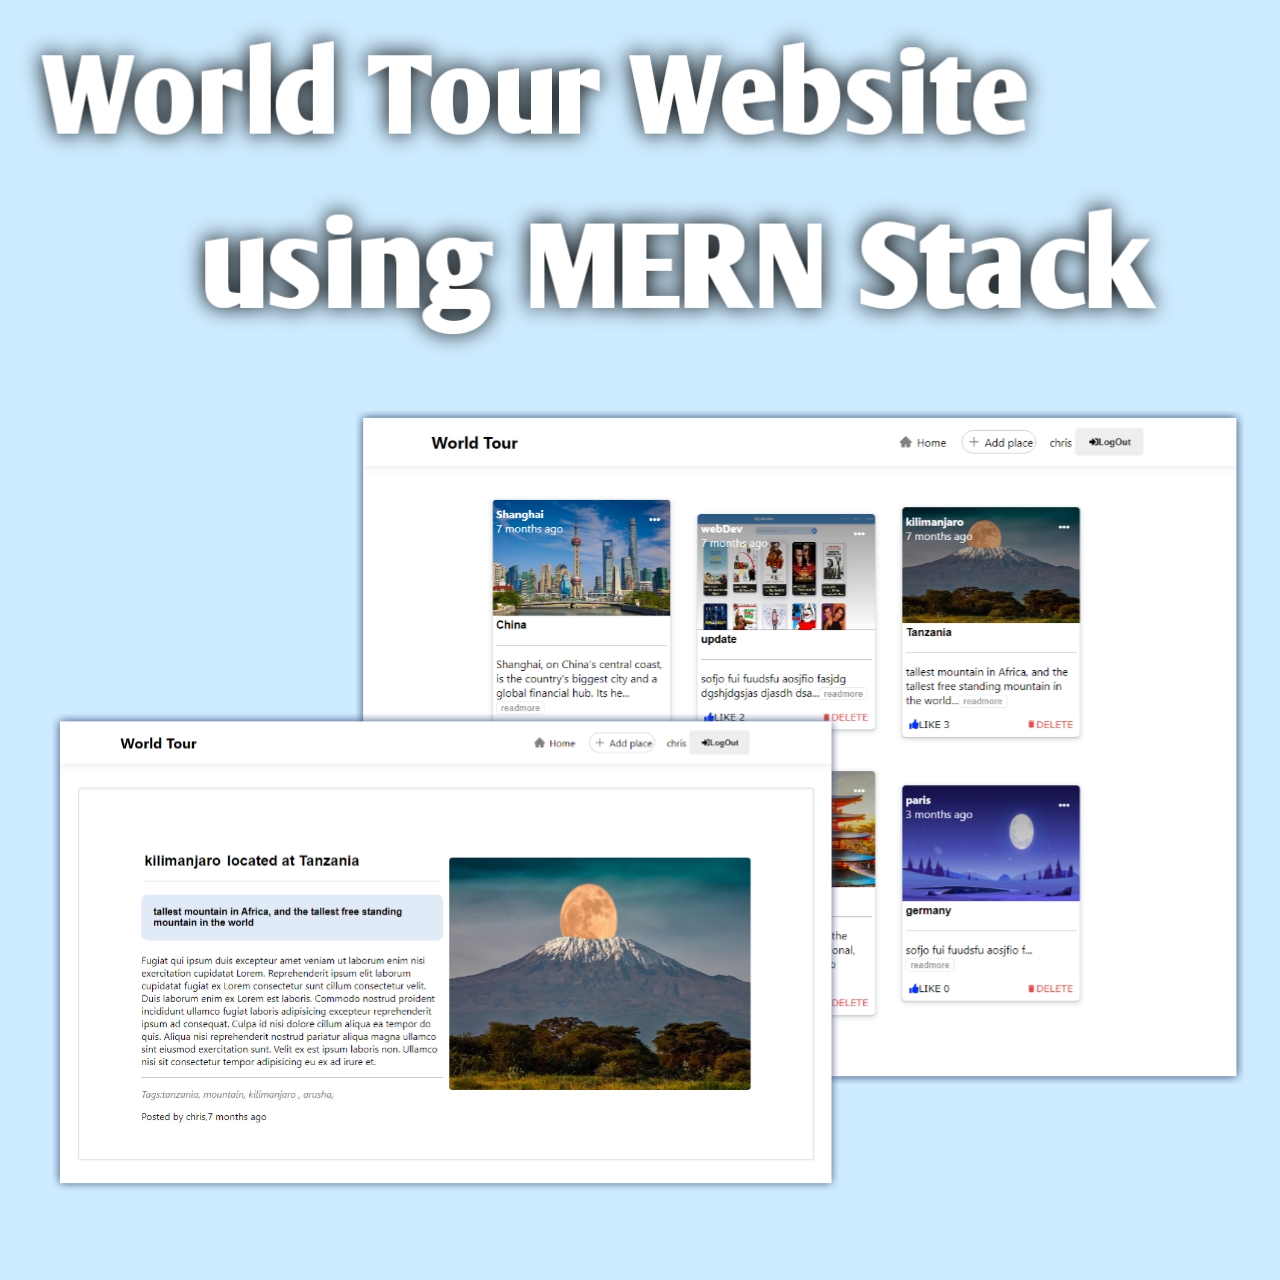 World Tour Website
using MERN Stack
World Tour
Home
Add place
chris
LogOut
Shanghai
7 months ago
China
Shanghai, on China's central coast,
is the country's biggest city and a
global financial hub. Its he...
readmore
webDev
7 months ago
update
sofjo fui fuudsfu aosjfio fasjdg
dgshjdgsjas djasdh dsa... readmore
LIKE 2
DELETE
kilimanjaro
7 months ago
Tanzania
tallest mountain in Africa, and the
tallest free standing mountain in
the world... readmore
LIKE 3
DELETE
the
onal,
DELETE
paris
3 months ago
germany
sofjo fui fuudsfu aosjfio f...
readmore
LIKE 0
DELETE
World Tour
Home
Add place
chris
LogOut
kilimanjaro located at Tanzania
tallest mountain in Africa, and the tallest free standing
mountain in the world
Fugiat qui ipsum duis excepteur amet veniam ut laborum enim nisi
exercitation cupidatat Lorem. Reprehenderit ipsum elit laborum
cupidatat fugiat ex Lorem consectetur sunt cillum consectetur velit.
Duis laborum enim ex Lorem est laboris. Commodo nostrud proident
incididunt ullamco fugiat laboris adipisicing excepteur reprehenderit
ipsum ad consequat. Culpa id nisi dolore cillum aliqua ea tempor do
quis. Aliqua nisi reprehenderit nostrud pariatur aliqua magna ullamco
sint eiusmod exercitation sunt. Velit ex est ipsum laboris non. Ullamco
nisi sit consectetur tempor adipisicing eu ex ad irure et.
Tags:tanzania, mountain, kilimanjaro , arusha,
Posted by chris,7 months ago